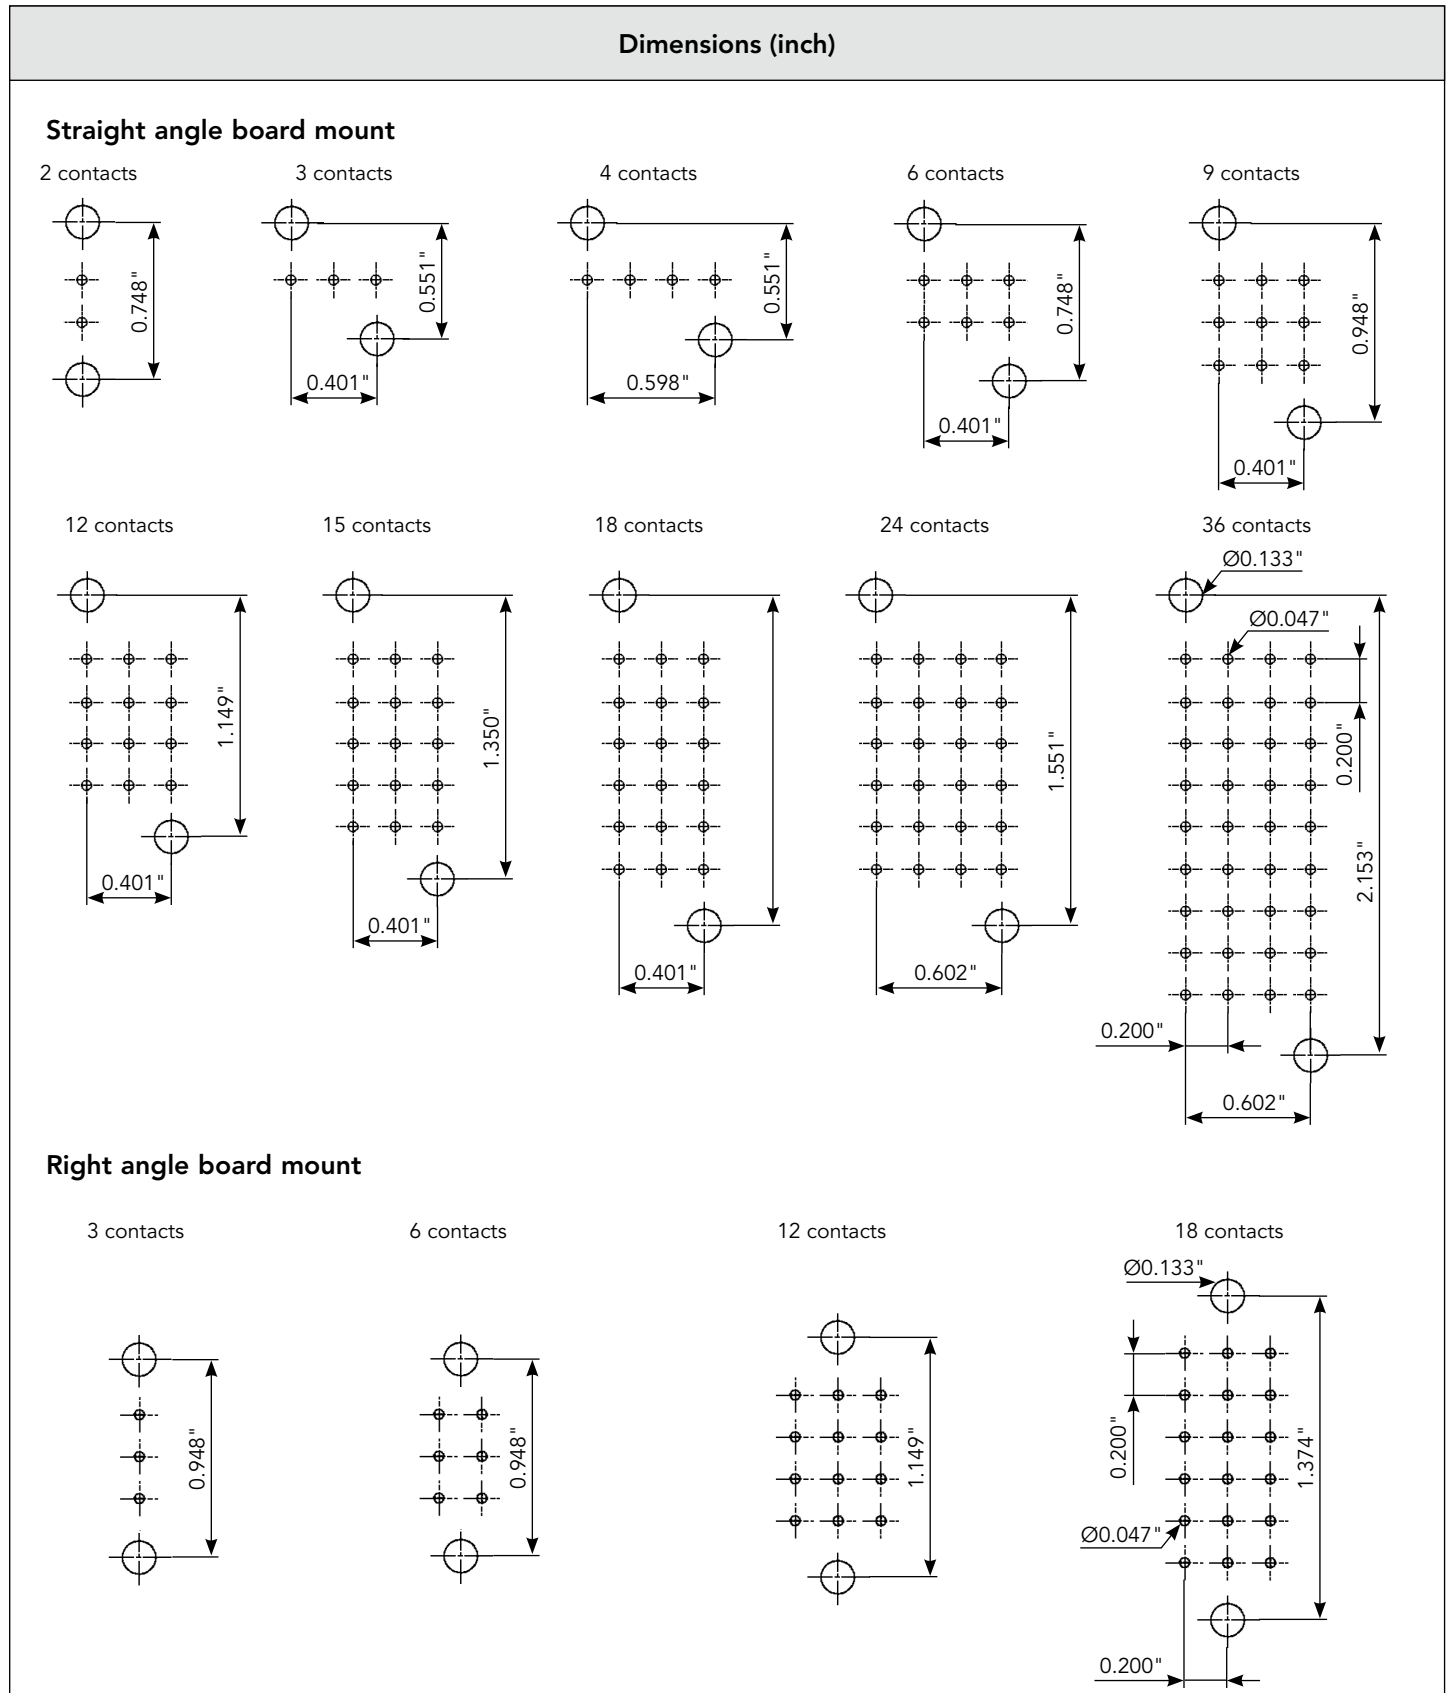 Dimensions (inch)
Straight angle board mount
2 contacts
3 contacts
4 contacts
6 contacts
9 contacts
0.748"
0.551"
0.401"
0.551"
0.598"
0.748"
0.401"
0.948"
0.401"
12 contacts
15 contacts
18 contacts
24 contacts
36 contacts
1.149"
0.401"
1.350"
0.401"
0.401"
1.551"
0.602"
Ø0.133"
Ø0.047"
0.200"
2.153"
0.200"
0.602"
Right angle board mount
3 contacts
6 contacts
12 contacts
18 contacts
0.948"
0.948"
1.149"
Ø0.133"
0.200"
1.374"
Ø0.047"
0.200"